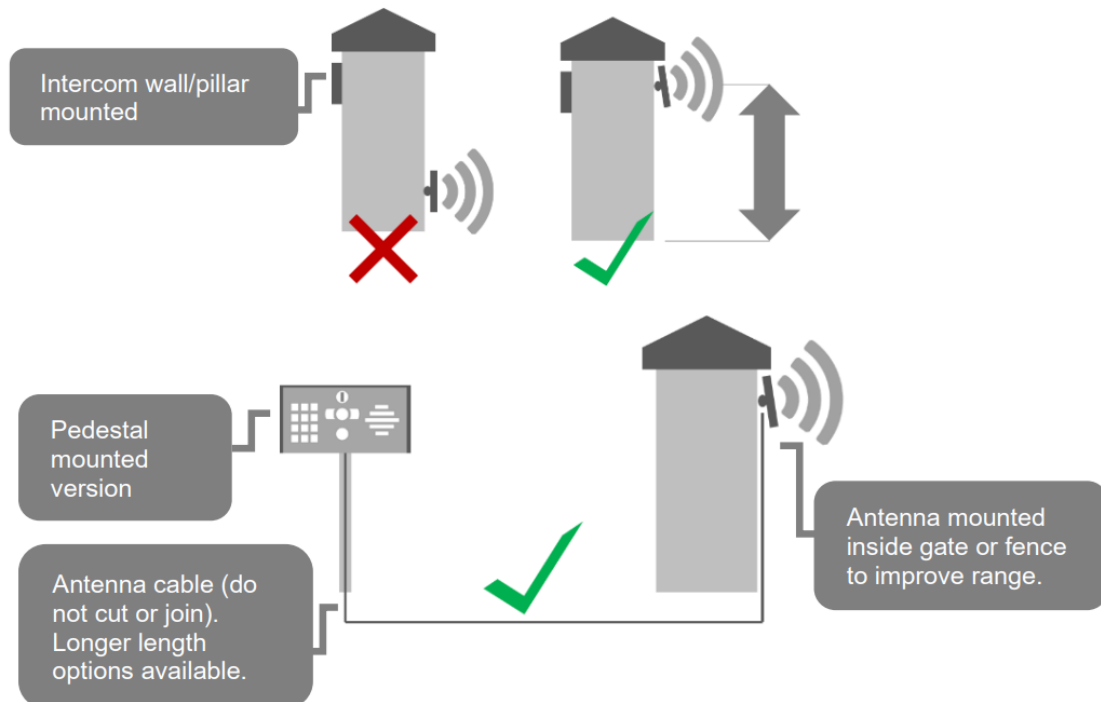 Intercom wall/pillar
mounted
Pedestal
mounted
version
Antenna mounted
inside gate or fence
to improve range.
Antenna cable (do
not cut or join).
Longer length
options available.